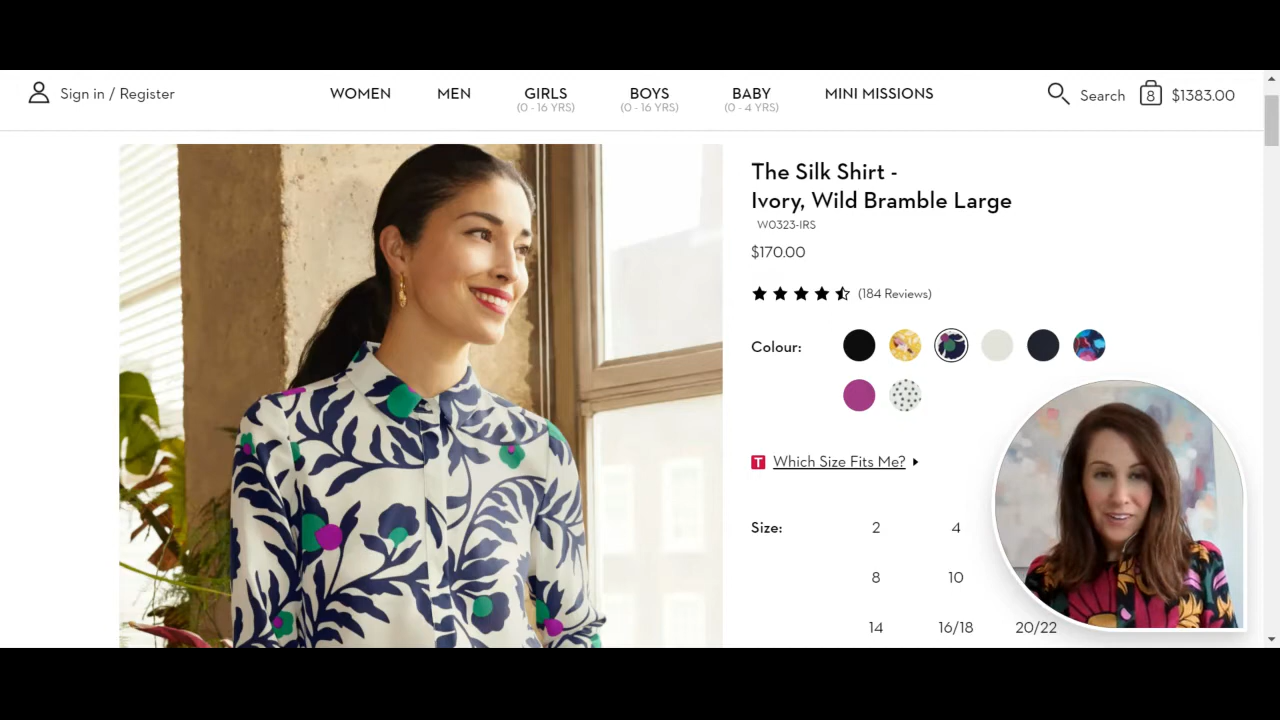 Sign in / Register
WOMEN
MEN
GIRLS
(0 - 16 YRS)
BOYS
(0 - 16 YRS)
BABY
(0 - 4 YRS)
MINI MISSIONS
Search
8
$1383.00
The Silk Shirt -
Ivory, Wild Bramble Large
W0323-IRS
$170.00
(184 Reviews)
Colour:
T Which Size Fits Me?
Size:
2 4
8 10
14 16/18 20/22